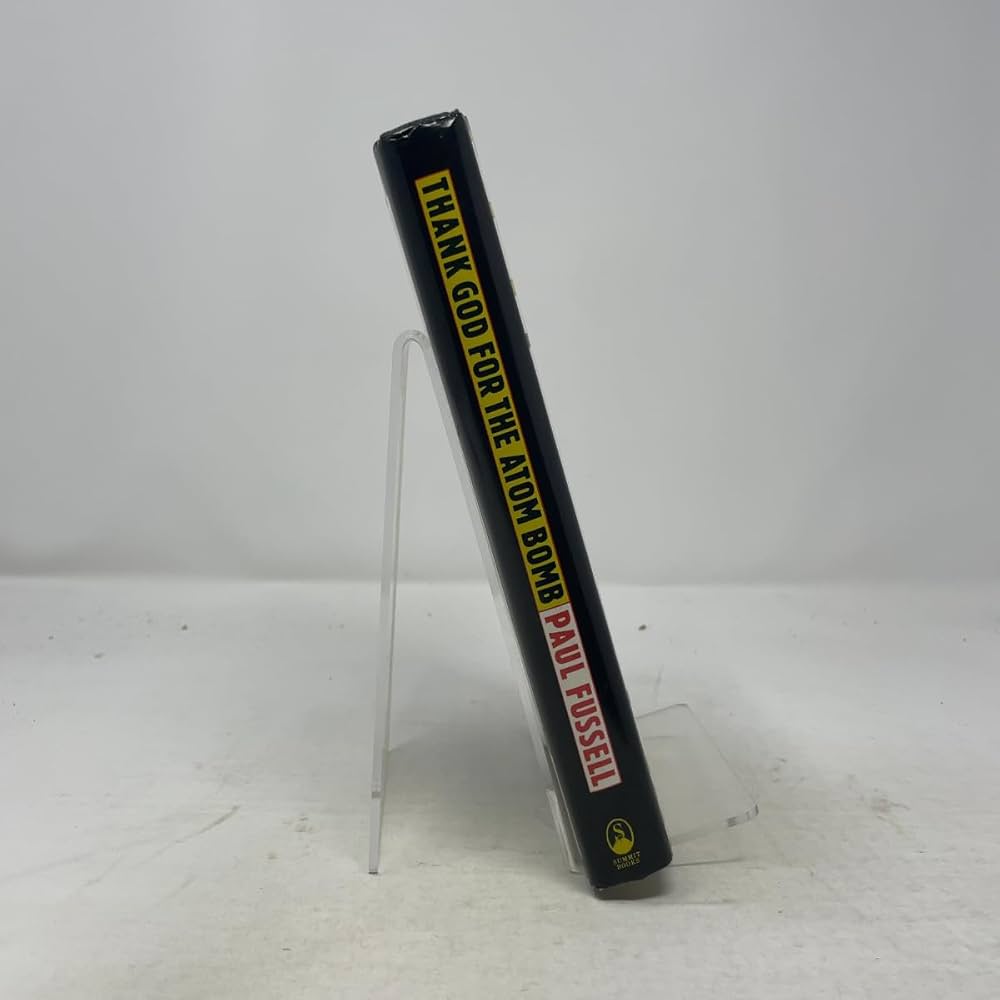 THANK GOD FOR THE ATOM BOMB
PAUL FUSSELL
S
SUMMIT
BOOKS